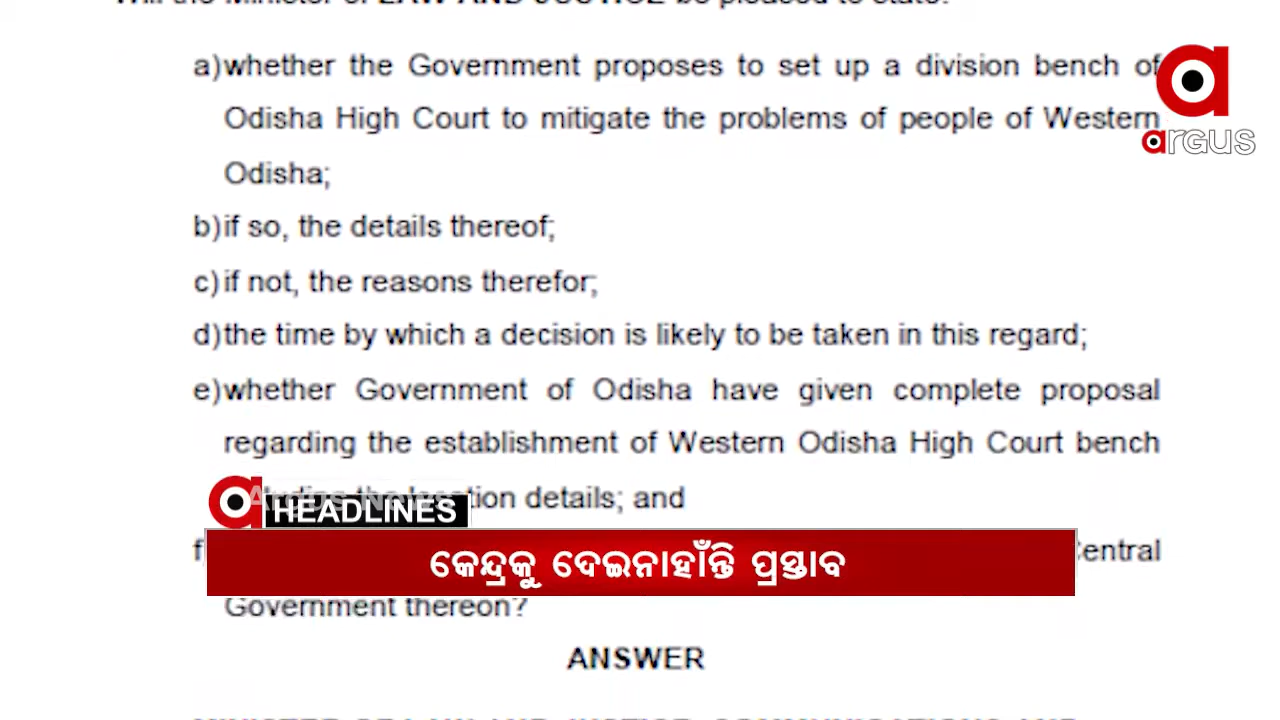 Will the Minister of LAW AND JUSTICE be pleased to state:
a) whether the Government proposes to set up a division bench of
Odisha High Court to mitigate the problems of people of Western
Odisha;
b) if so, the details thereof;
c) if not, the reasons therefor;
d) the time by which a decision is likely to be taken in this regard;
e) whether Government of Odisha have given complete proposal
regarding the establishment of Western Odisha High Court bench
the location details; and
HEADLINES
f) Central
କେନ୍ଦ୍ରକୁ ଦେଇନାହାଁନ୍ତି ପ୍ରସ୍ତାବ
Government thereon?
ANSWER
argus